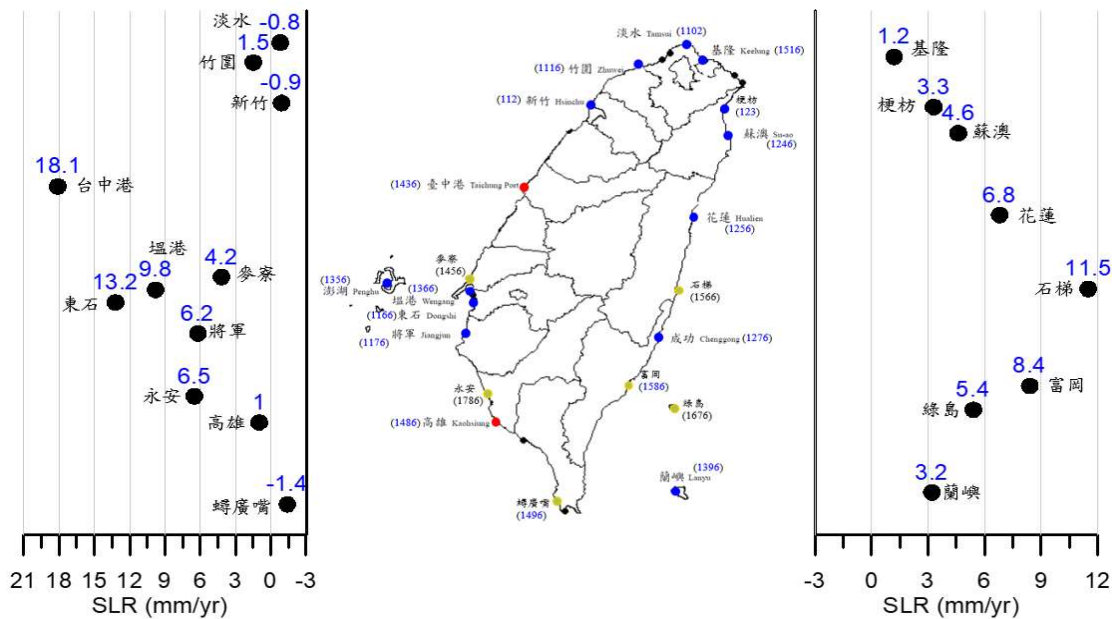 淡水 -0.8
1.5
竹圍
-0.9
新竹
18.1
台中港
塭港
13.2 9.8 4.2
麥寮
東石
6.2
將軍
6.5
永安
1
高雄
-1.4
蟳廣嘴
21 18 15 12 9 6 3 0 -3
SLR (mm/yr)
淡水 Tamsui (1102)
基隆 Keelung (1516)
(1116) 竹圍 Zhuwei
(112) 新竹 Hsinchu
梗枋
(123)
蘇澳 Su-ao
(1246)
(1436) 臺中港 Taichung Port
花蓮 Hualien
(1256)
麥寮
(1456)
(1356)
澎湖 Penghu
(1366)
塭港 Wengang
(1166) 東石 Dongshi
將軍 Jiangjun
(1176)
石梯
(1566)
成功 Chenggong (1276)
永安
(1786)
富岡
(1586)
綠島
(1676)
(1486) 高雄 Kaohsiung
(1396)
蘭嶼 Lanyu
蟳廣嘴
(1496)
1.2
基隆
3.3
梗枋
4.6
蘇澳
6.8
花蓮
11.5
石梯
8.4
富岡
5.4
綠島
3.2
蘭嶼
-3 0 3 6 9 12
SLR (mm/yr)